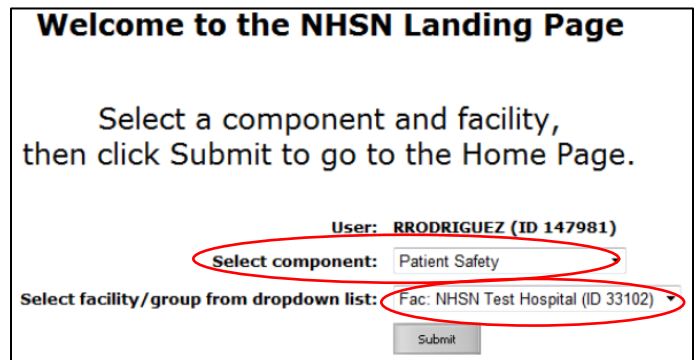 Welcome to the NHSN Landing Page
Select a component and facility,
then click Submit to go to the Home Page.
User: RRODRIGUEZ (ID 147981)
Select component: Patient Safety
Select facility/group from dropdown list: Fac: NHSN Test Hospital (ID 33102)
Submit